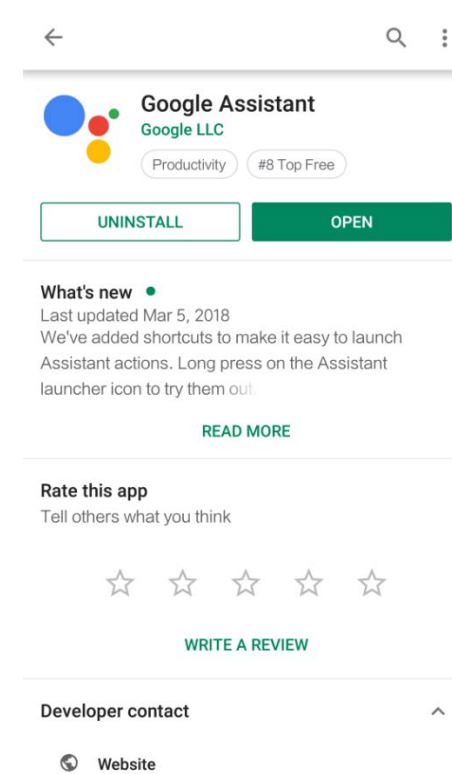 Google Assistant
Google LLC
Productivity
#8 Top Free
UNINSTALL
OPEN
What's new
Last updated Mar 5, 2018
We've added shortcuts to make it easy to launch
Assistant actions. Long press on the Assistant
launcher icon to try them out.
READ MORE
Rate this app
Tell others what you think
WRITE A REVIEW
Developer contact
Website